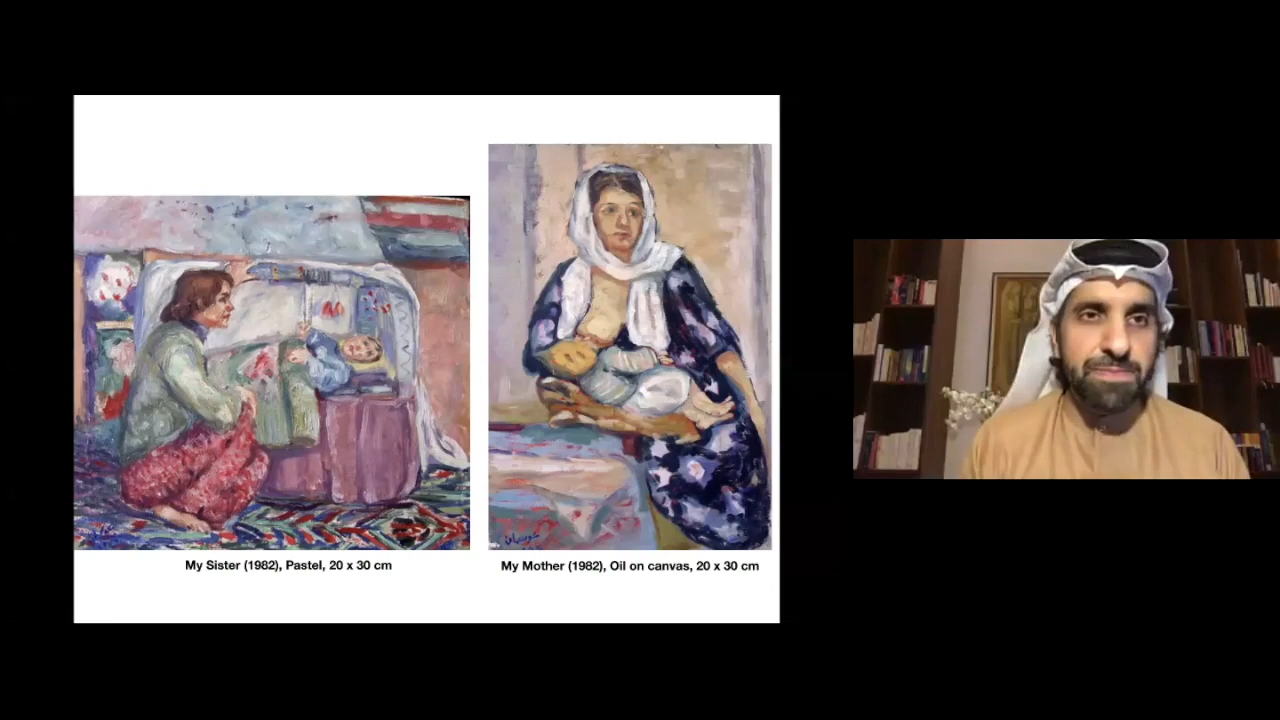 My Sister (1982), Pastel, 20 x 30 cm
My Mother (1982), Oil on canvas, 20 x 30 cm